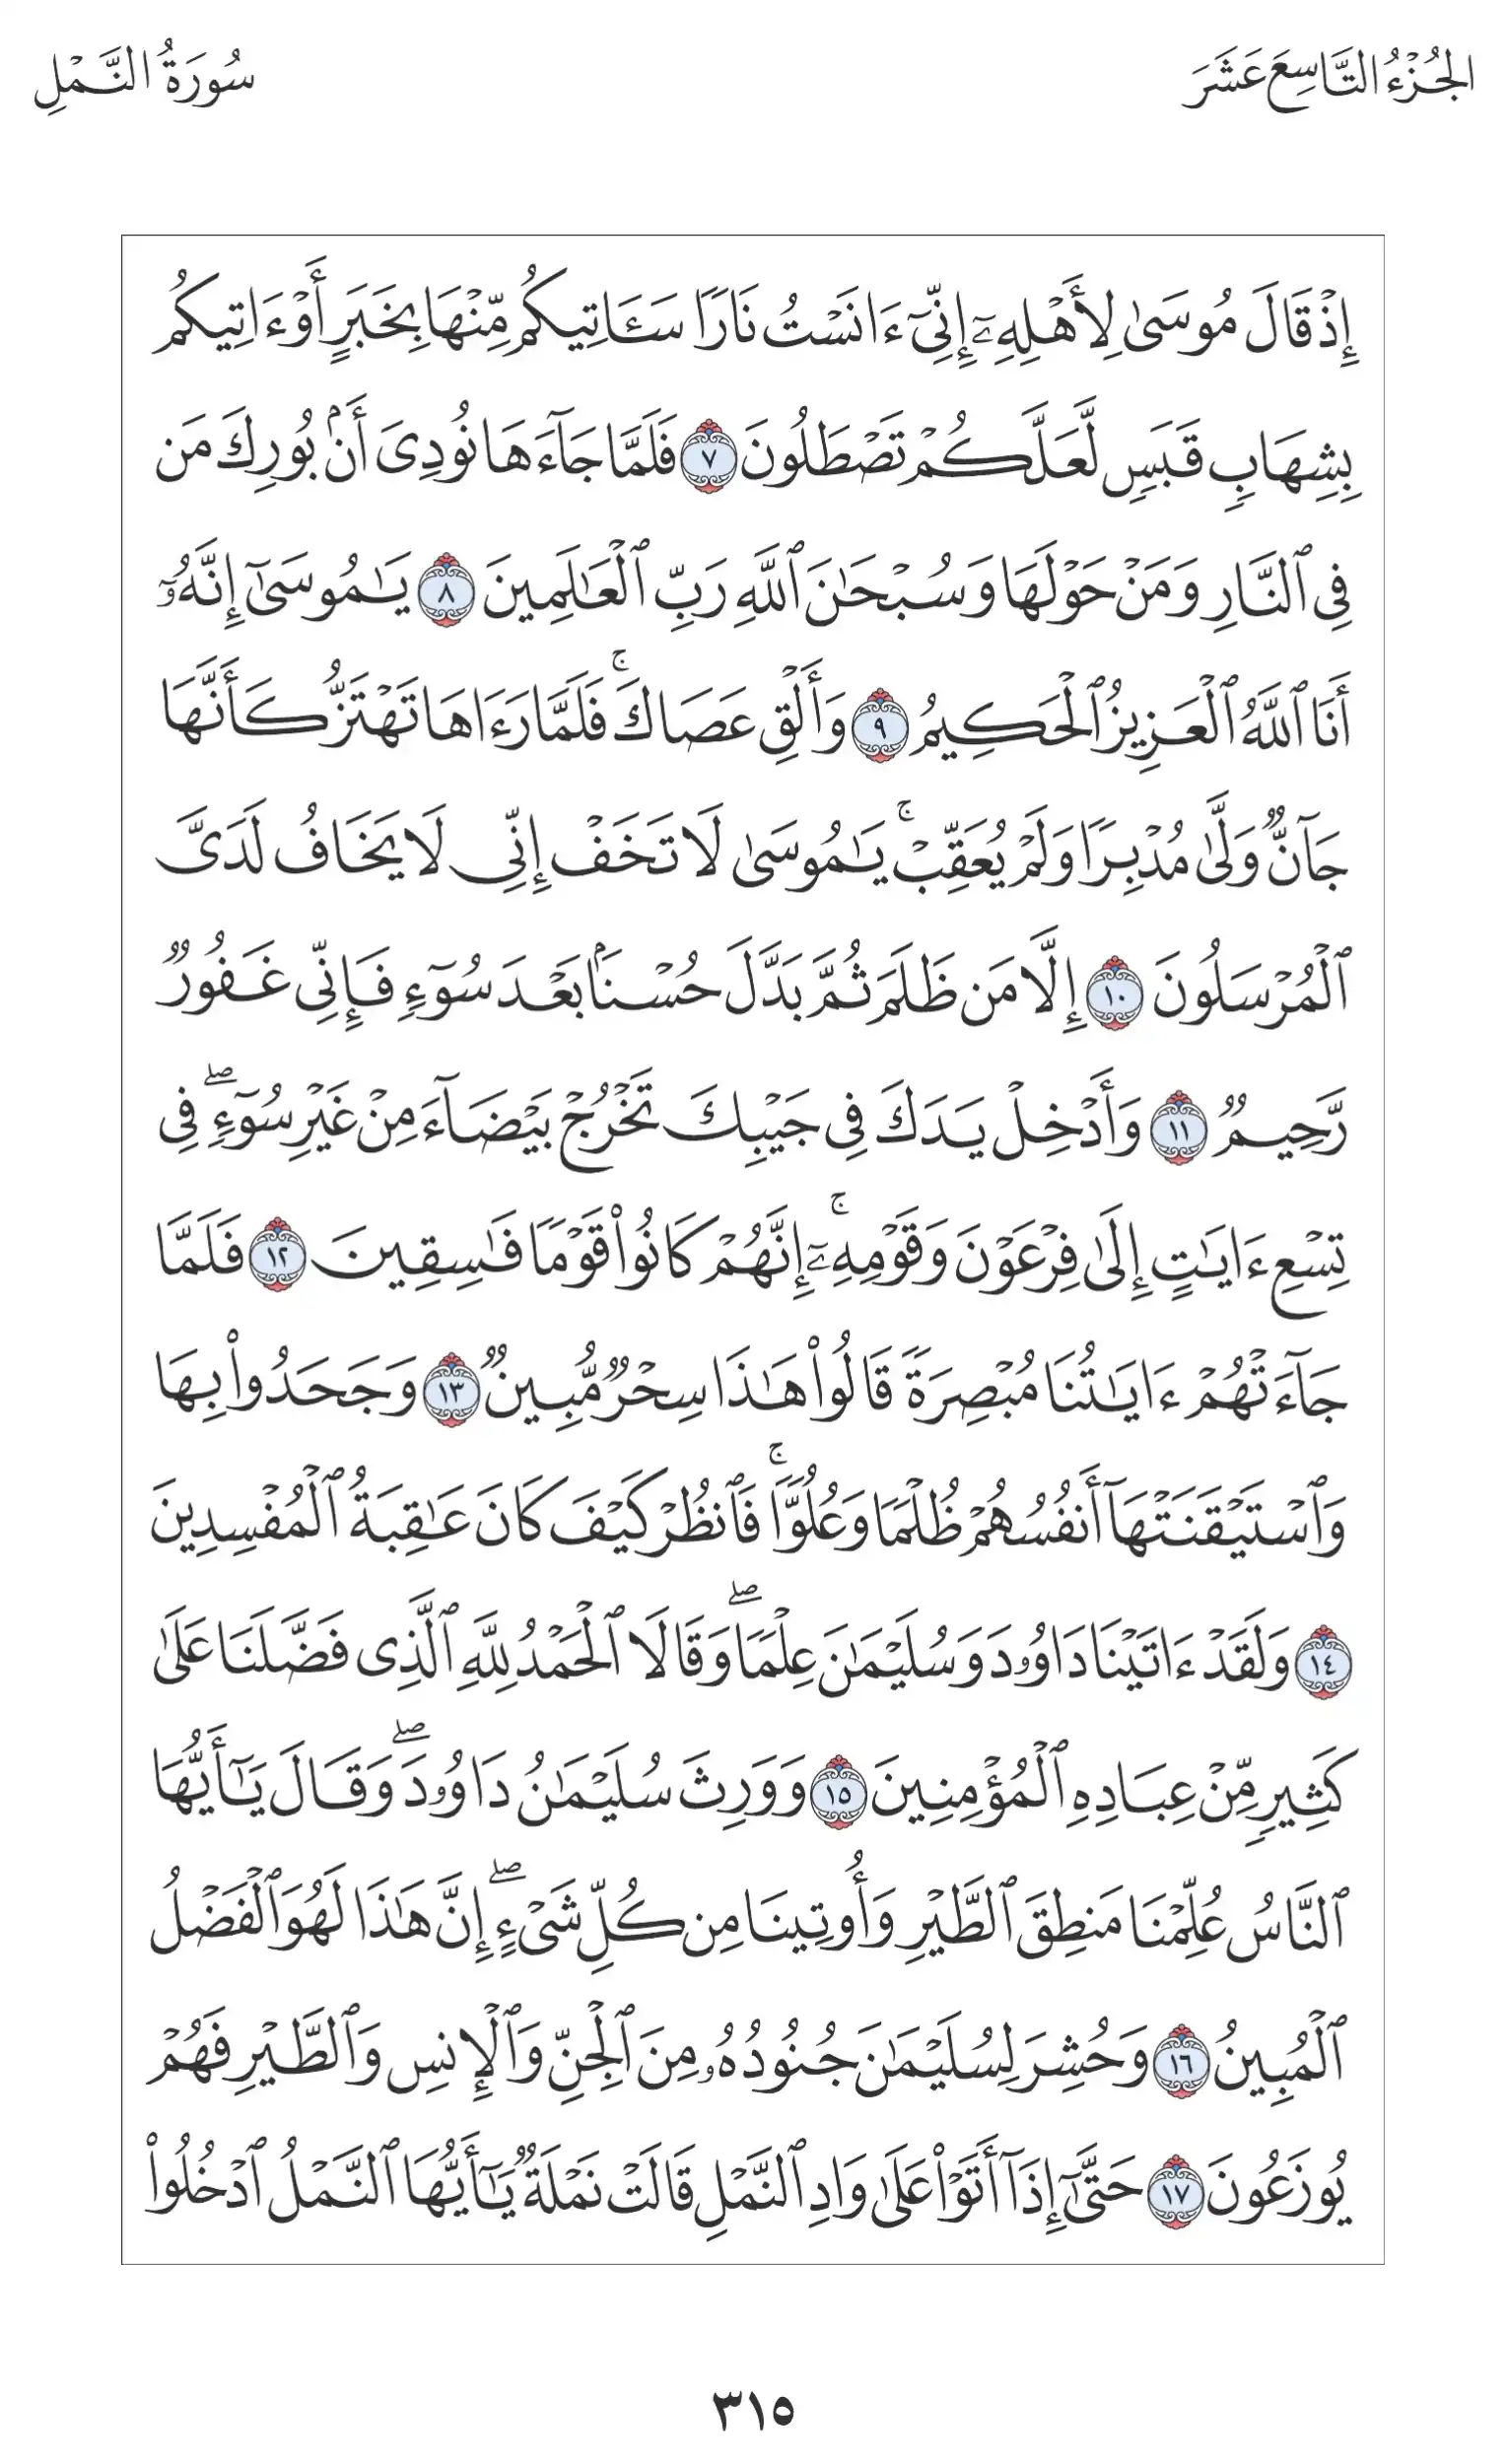 الجُزْءُ التَّاسِعَ عَشَرَ
سُورَةُ النَّمْلِ
إِذۡ قَالَ مُوسَىٰ لِأَهۡلِهِۦٓ إِنِّيٓ ءَانَسۡتُ نَارٗا سَـَٔاتِيكُم مِّنۡهَا بِخَبَرٍ أَوۡ ءَاتِيكُم
بِشِهَابِ قَبَسٖ لَّعَلَّكُمۡ تَصۡطَلُونَ ٧ فَلَمَّا جَآءَهَا نُودِيَ أَنۢ بُورِكَ مَن
فِي ٱلنَّارِ وَمَنۡ حَوۡلَهَا وَسُبۡحَٰنَ ٱللَّهِ رَبِّ ٱلۡعَٰلَمِينَ ٨ يَٰمُوسَىٰٓ إِنَّهُۥٓ
أَنَا ٱللَّهُ ٱلۡعَزِيزُ ٱلۡحَكِيمُ ٩ وَأَلۡقِ عَصَاكَۚ فَلَمَّا رَءَاهَا تَهۡتَزُّ كَأَنَّهَا
جَآنّٞ وَلَّىٰ مُدۡبِرٗا وَلَمۡ يُعَقِّبۡۚ يَٰمُوسَىٰ لَا تَخَفۡ إِنِّي لَا يَخَافُ لَدَيَّ
ٱلۡمُرۡسَلُونَ ١٠ إِلَّا مَن ظَلَمَ ثُمَّ بَدَّلَ حُسۡنَۢا بَعۡدَ سُوٓءٖ فَإِنِّي غَفُورٞ
رَّحِيمٞ ١١ وَأَدۡخِلۡ يَدَكَ فِي جَيۡبِكَ تَخۡرُجۡ بَيۡضَآءَ مِنۡ غَيۡرِ سُوٓءٖۖ فِي
تِسۡعِ ءَايَٰتٍ إِلَىٰ فِرۡعَوۡنَ وَقَوۡمِهِۦٓۚ إِنَّهُمۡ كَانُواْ قَوۡمٗا فَٰسِقِينَ ١٢ فَلَمَّا
جَآءَتۡهُمۡ ءَايَٰتُنَا مُبۡصِرَةٗ قَالُواْ هَٰذَا سِحۡرٞ مُّبِينٞ ١٣ وَجَحَدُواْ بِهَا
وَٱسۡتَيۡقَنَتۡهَآ أَنفُسُهُمۡ ظُلۡمٗا وَعُلُوّٗاۚ فَٱنظُرۡ كَيۡفَ كَانَ عَٰقِبَةُ ٱلۡمُفۡسِدِينَ
١٤ وَلَقَدۡ ءَاتَيۡنَا دَاوُۥدَ وَسُلَيۡمَٰنَ عِلۡمٗاۖ وَقَالَا ٱلۡحَمۡدُ لِلَّهِ ٱلَّذِي فَضَّلَنَا عَلَىٰ
كَثِيرٖ مِّنۡ عِبَادِهِ ٱلۡمُؤۡمِنِينَ ١٥ وَوَرِثَ سُلَيۡمَٰنُ دَاوُۥدَۖ وَقَالَ يَٰٓأَيُّهَا
ٱلنَّاسُ عُلِّمۡنَا مَنطِقَ ٱلطَّيۡرِ وَأُوتِينَا مِن كُلِّ شَيۡءٍۖ إِنَّ هَٰذَا لَهُوَ ٱلۡفَضۡلُ
ٱلۡمُبِينُ ١٦ وَحُشِرَ لِسُلَيۡمَٰنَ جُنُودُهُۥ مِنَ ٱلۡجِنِّ وَٱلۡإِنسِ وَٱلطَّيۡرِ فَهُمۡ
يُوزَعُونَ ١٧ حَتَّىٰٓ إِذَآ أَتَوۡاْ عَلَىٰ وَادِ ٱلنَّمۡلِ قَالَتۡ نَمۡلَةٞ يَٰٓأَيُّهَا ٱلنَّمۡلُ ٱدۡخُلُواْ
٣١٥